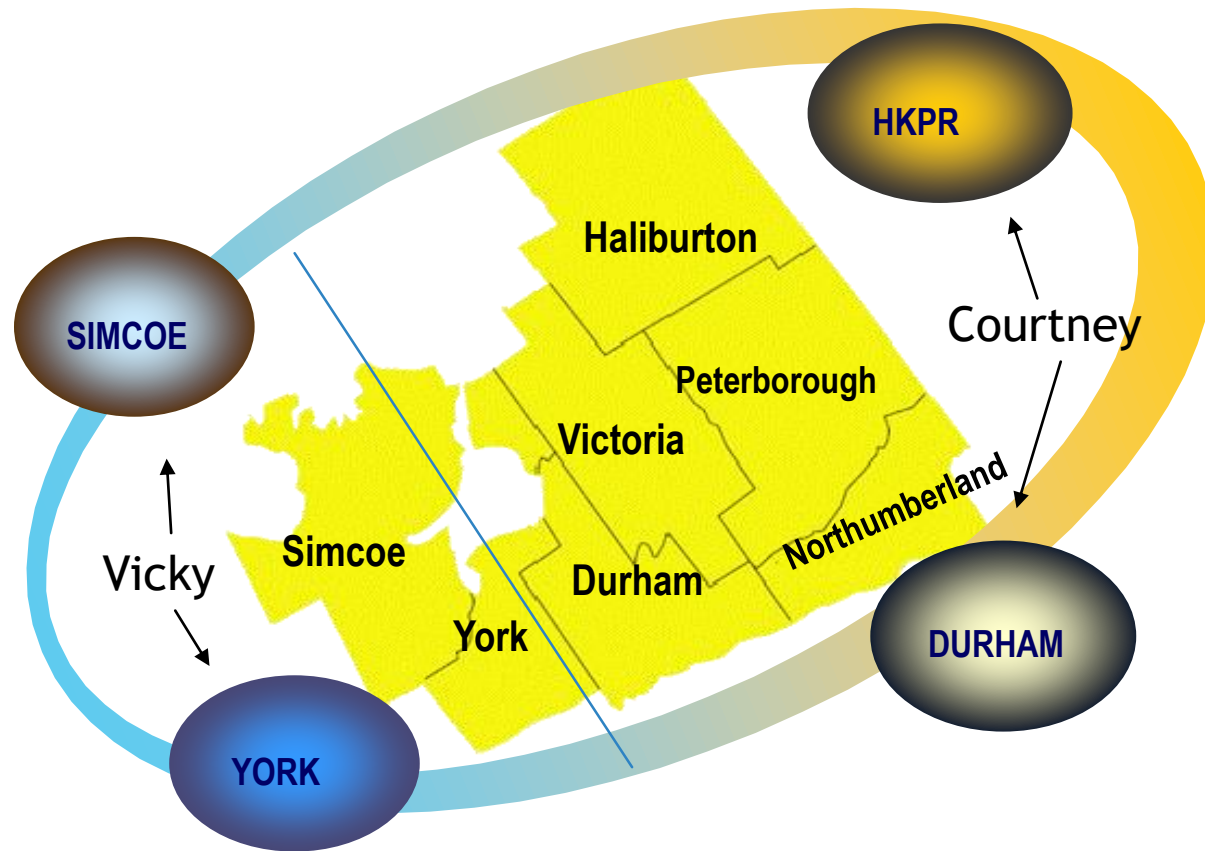 HKPR
Haliburton
SIMCOE
Courtney
Peterborough
Victoria
Northumberland
Simcoe
Vicky
Durham
York
DURHAM
YORK